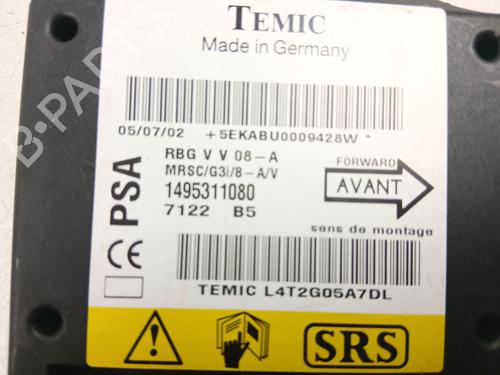 TEMIC
Made in Germany
05/07/02 +5EKABU0009428W *
RBG V V 08-A
MRSC/G3i/8-A/V
1495311080
7122 B5
PSA
CE
FORWARD
AVANT
sens de montage
TEMIC L4T2G05A7DL
SRS
B-PARTS